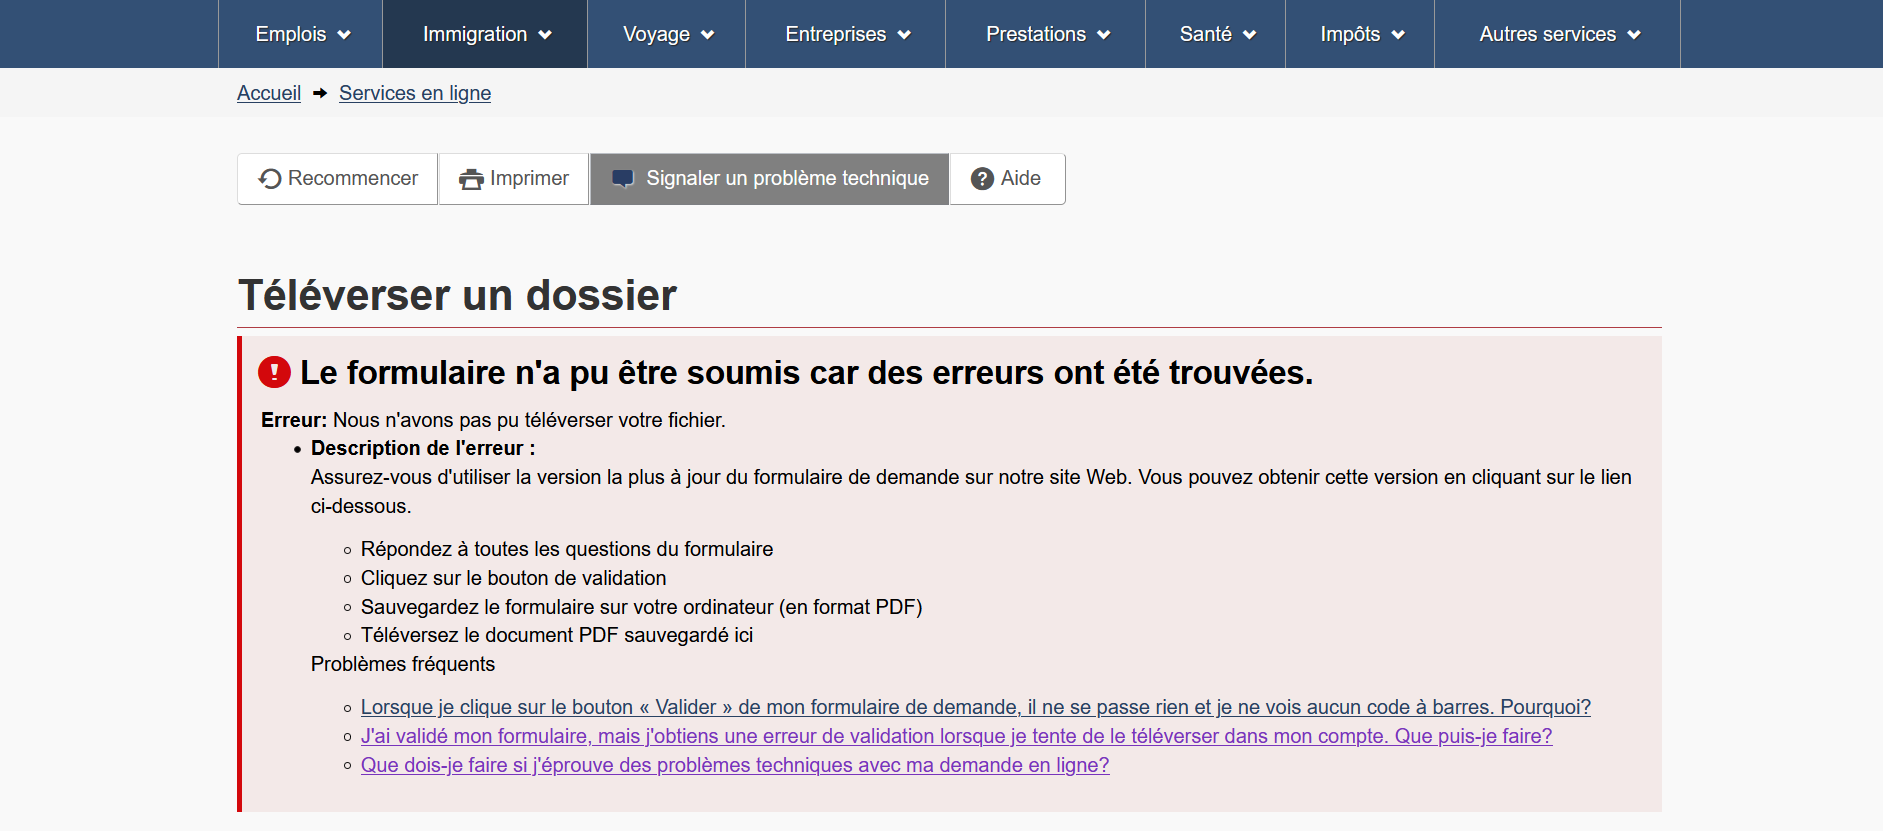 Emplois Immigration Voyage Entreprises Prestations Santé Impôts Autres services
Accueil Services en ligne
Recommencer Imprimer Signaler un problème technique Aide
Téléverser un dossier
Le formulaire n'a pu être soumis car des erreurs ont été trouvées.
Erreur: Nous n'avons pas pu téléverser votre fichier.
Description de l'erreur :
Assurez-vous d'utiliser la version la plus à jour du formulaire de demande sur notre site Web. Vous pouvez obtenir cette version en cliquant sur le lien
ci-dessous.
Répondez à toutes les questions du formulaire
Cliquez sur le bouton de validation
Sauvegardez le formulaire sur votre ordinateur (en format PDF)
Téléversez le document PDF sauvegardé ici
Problèmes fréquents
Lorsque je clique sur le bouton « Valider » de mon formulaire de demande, il ne se passe rien et je ne vois aucun code à barres. Pourquoi?
J'ai validé mon formulaire, mais j'obtiens une erreur de validation lorsque je tente de le téléverser dans mon compte. Que puis-je faire?
Que dois-je faire si j'éprouve des problèmes techniques avec ma demande en ligne?